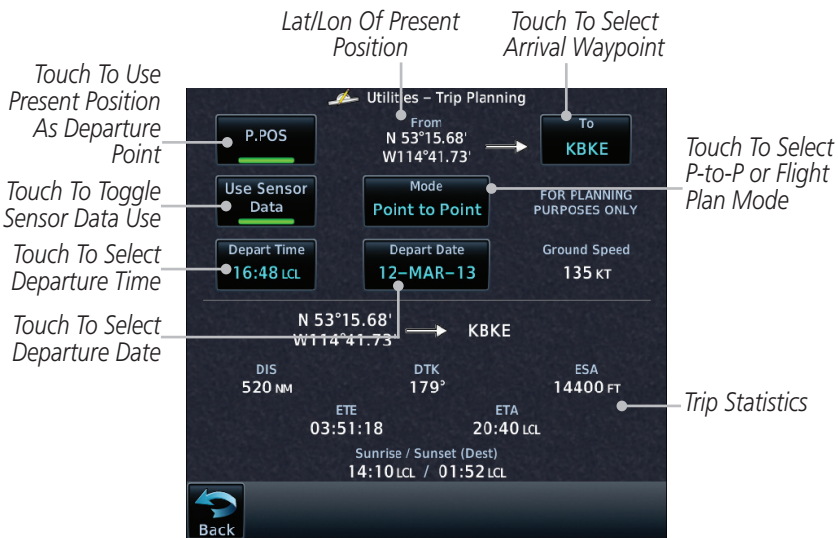 Lat/Lon Of Present
Position
Touch To Select
Arrival Waypoint
Touch To Use
Present Position
As Departure
Point
Touch To Toggle
Sensor Data Use
Touch To Select
Departure Time
Touch To Select
Departure Date
Utilities – Trip Planning
P.POS
From
N 53°15.68'
W114°41.73'
To
KBKE
Use Sensor
Data
Mode
Point to Point
FOR PLANNING
PURPOSES ONLY
Depart Time
16:48 LCL
Depart Date
12–MAR–13
Ground Speed
135 KT
N 53°15.68'
W114°41.73'
KBKE
DIS
520 NM
DTK
179°
ESA
14400 FT
ETE
03:51:18
ETA
20:40 LCL
Sunrise / Sunset (Dest)
14:10 LCL / 01:52 LCL
Back
Touch To Select
P-to-P or Flight
Plan Mode
Trip Statistics